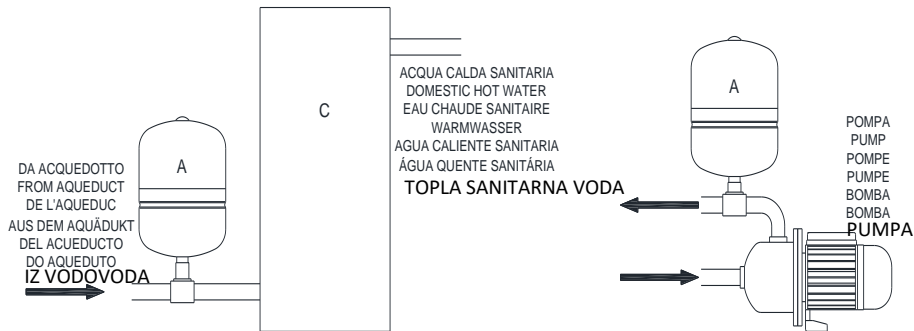 A
DA ACQUEDOTTO
FROM AQUEDUCT
DE L'AQUEDUC
AUS DEM AQUÄDUKT
DEL ACUEDUCTO
DO AQUEDUTO
IZ VODOVODA
C
ACQUA CALDA SANITARIA
DOMESTIC HOT WATER
EAU CHAUDE SANITAIRE
WARMWASSER
AGUA CALIENTE SANITARIA
ÁGUA QUENTE SANITÁRIA
TOPLA SANITARNA VODA
A
POMPA
PUMP
POMPE
PUMPE
BOMBA
BOMBA
PUMPA